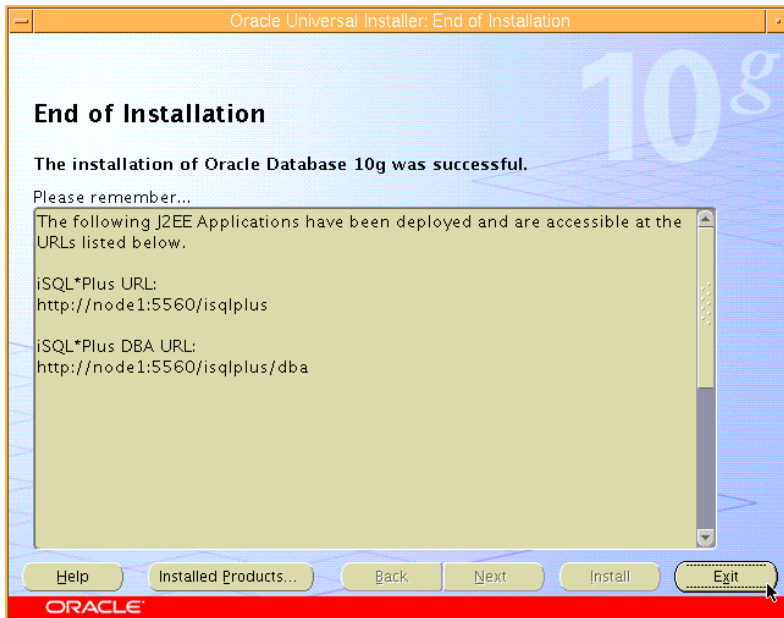 Oracle Universal Installer: End of Installation
10g
End of Installation
The installation of Oracle Database 10g was successful.
Please remember...
The following J2EE Applications have been deployed and are accessible at the
URLs listed below.
iSQL*Plus URL:
http://node1:5560/isqlplus
iSQL*Plus DBA URL:
http://node1:5560/isqlplus/dba
Help Installed Products... Back Next Install Exit
ORACLE